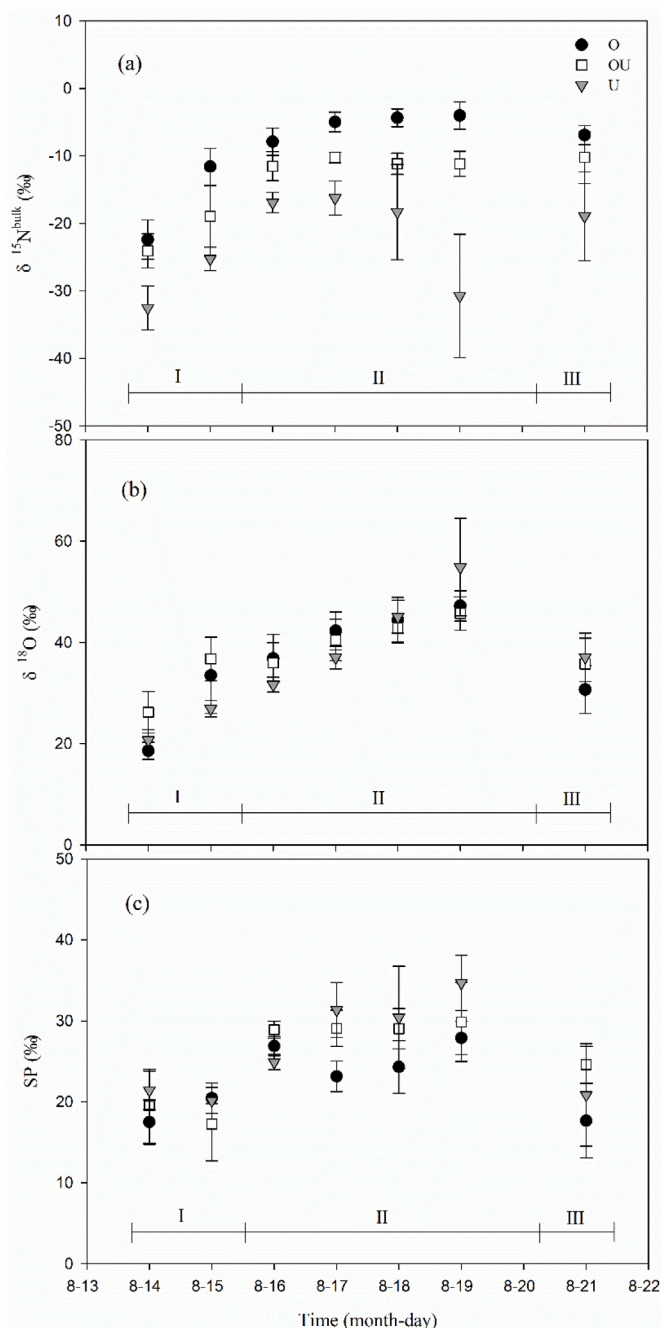 10
(a)
O
0
OU
U
-10
-20
-30
-40
-50
δ ¹⁵N^bulk (‰)
I
II
III
80
(b)
60
40
20
0
δ ¹⁸O (‰)
I
II
III
50
(c)
40
30
20
10
0
SP (‰)
I
II
III
8-13 8-14 8-15 8-16 8-17 8-18 8-19 8-20 8-21 8-22
Time (month-day)